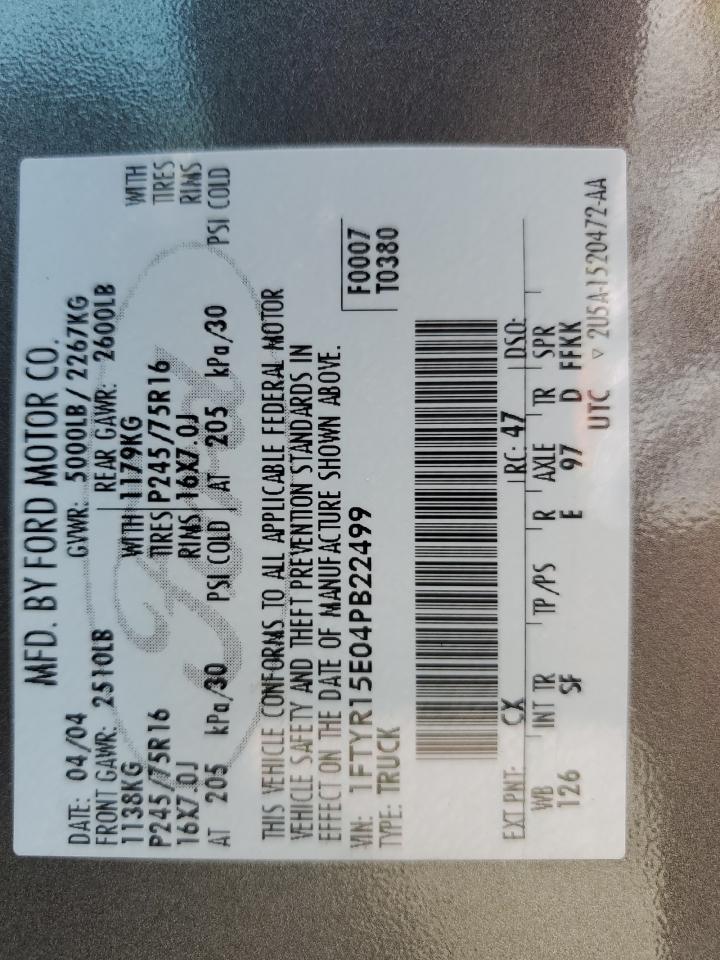 MFD. BY FORD MOTOR CO.
DATE: 04/04 GVWR: 5000LB / 2267KG
FRONT GAWR: 2510LB REAR GAWR: 2600LB
1138KG WITH 1179KG WITH
P245/75R16 TIRES P245/75R16 TIRES
16X7.0J RIMS 16X7.0J RIMS
AT 205 kPa/30 PSI COLD AT 205 kPa/30 PSI COLD
THIS VEHICLE CONFORMS TO ALL APPLICABLE FEDERAL MOTOR
VEHICLE SAFETY AND THEFT PREVENTION STANDARDS IN
EFFECT ON THE DATE OF MANUFACTURE SHOWN ABOVE.
VIN: 1FTYR15E04PB22499 F0007
TYPE: TRUCK T0380
EXT PNT: CX RC: 47 DSO:
WB INT TR TP/PS R AXLE TR SPR
126 SF E 97 D FFKK
UTC ▽ 2U5A-1520472-AA
Ford